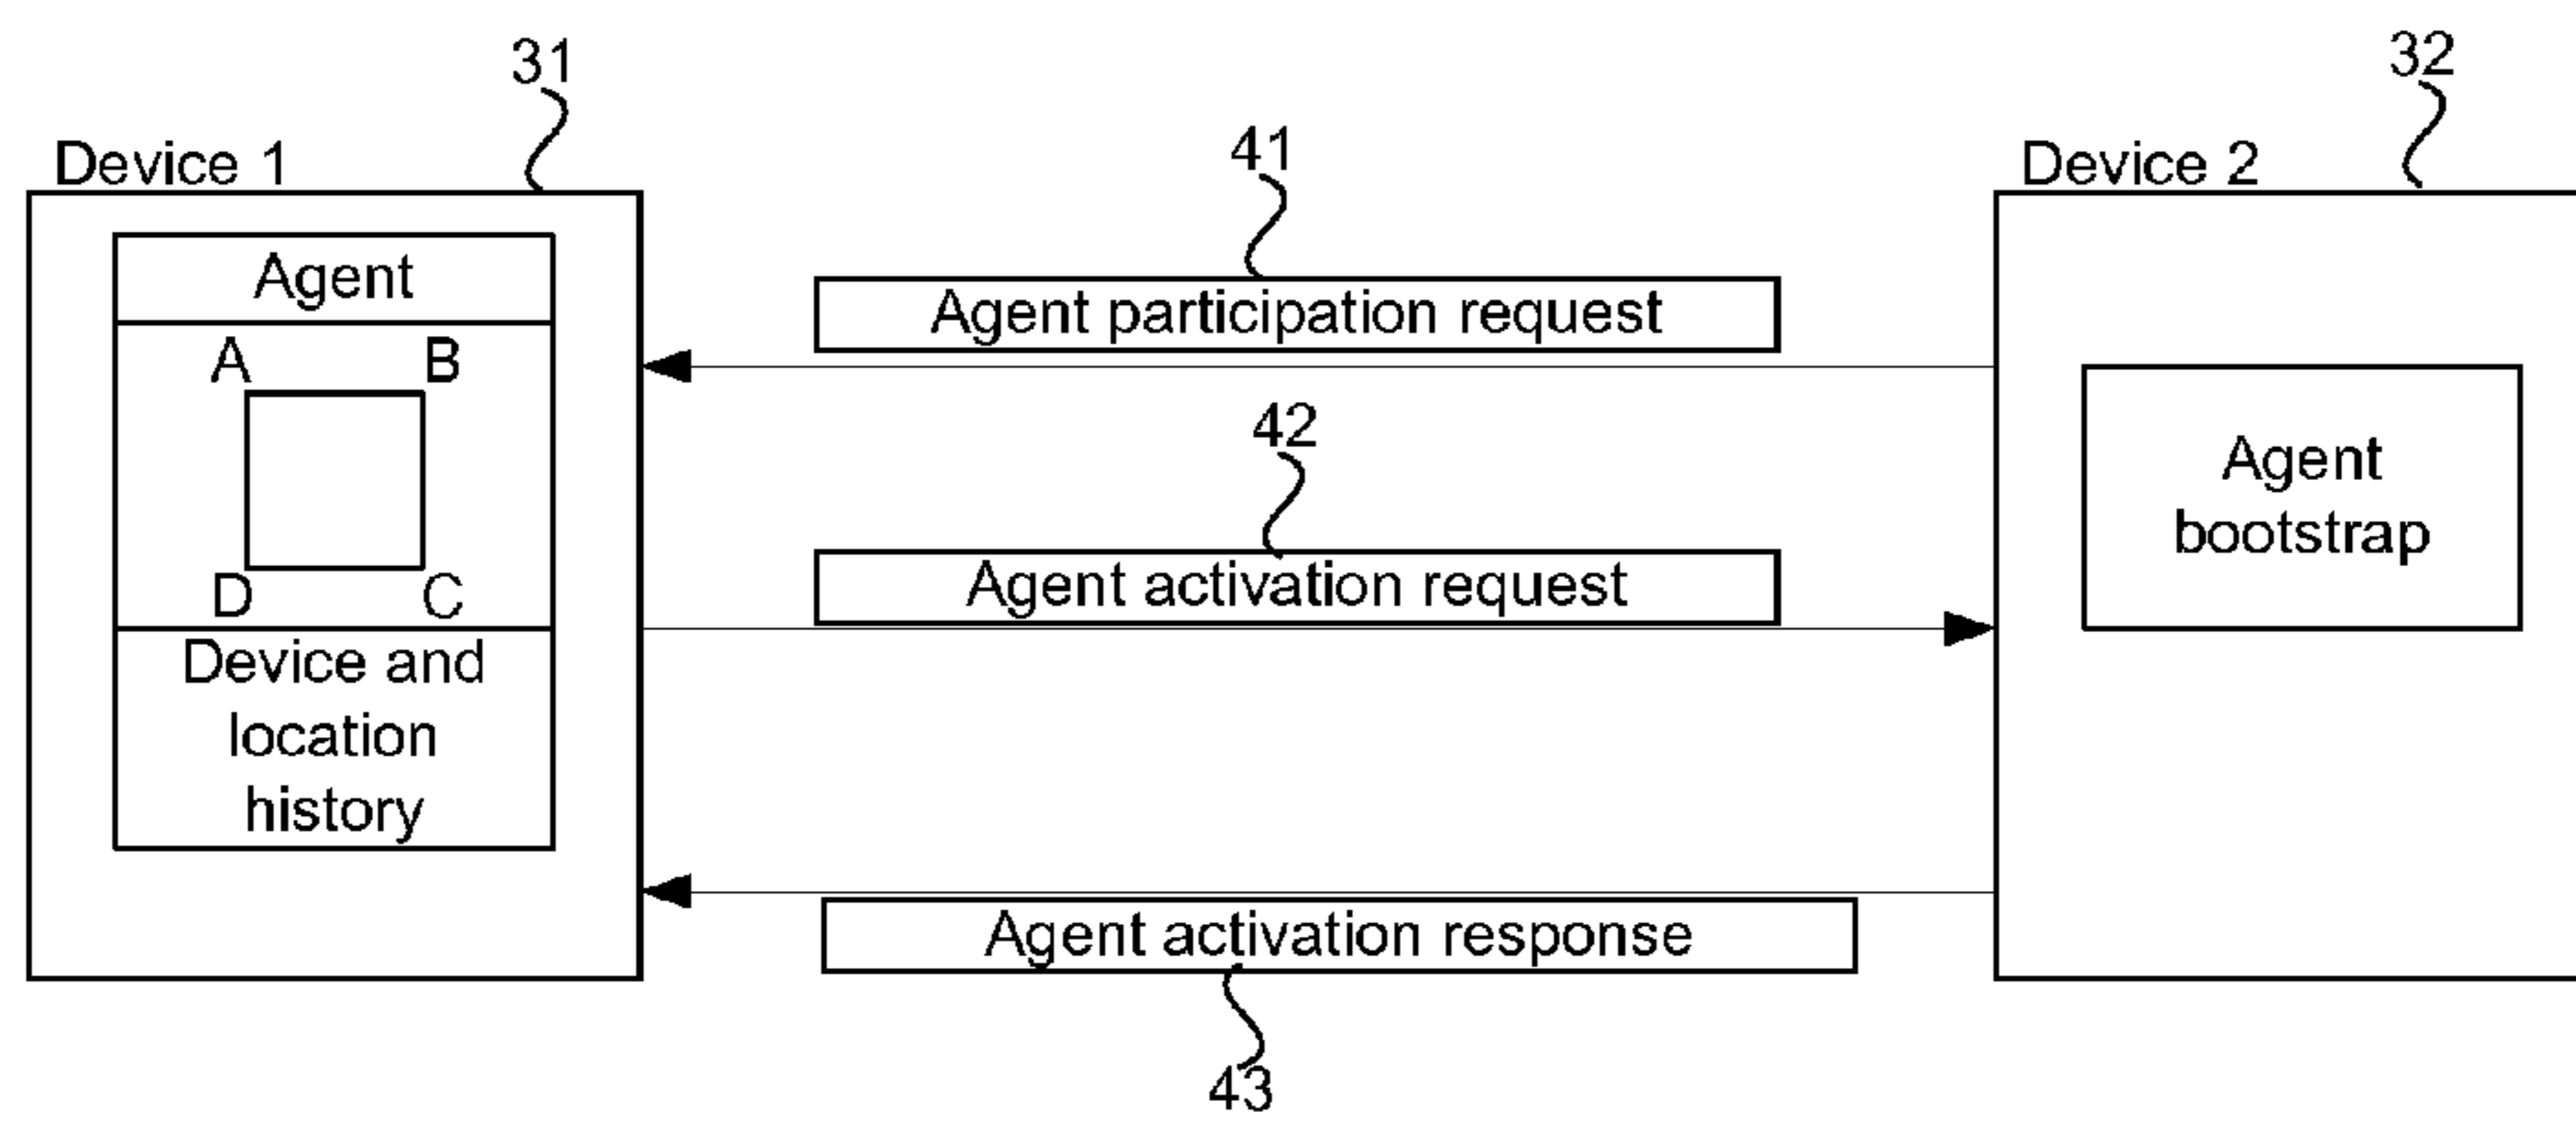 31
32
41
Device 1
Device 2
Agent
Agent participation request
A B
42
Agent
bootstrap
Agent activation request
D C
Device and
location
history
Agent activation response
43